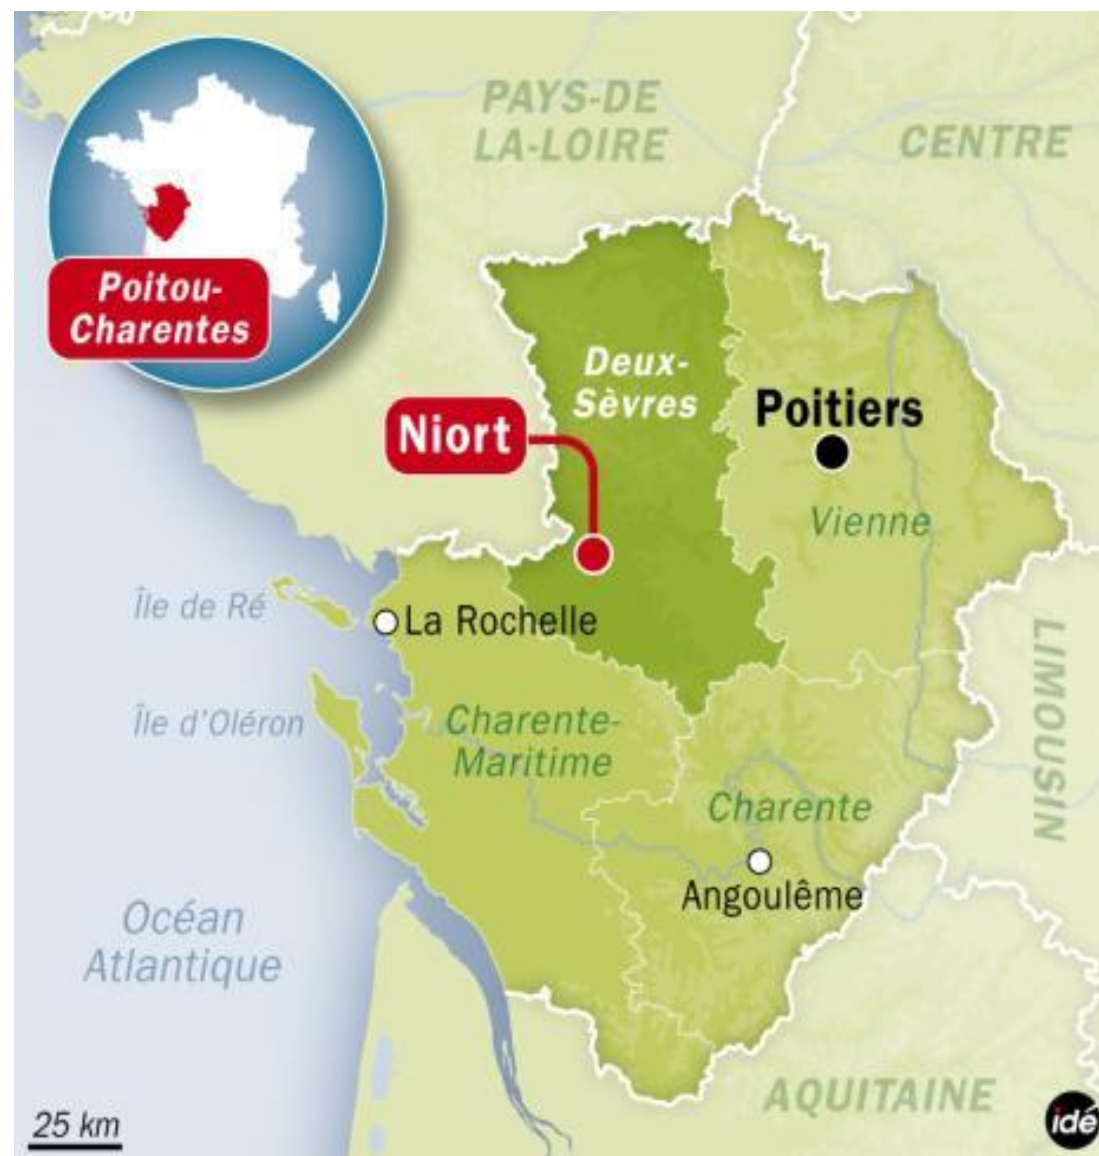 PAYS-DE
LA-LOIRE
CENTRE
Poitou-
Charentes
Deux-
Sèvres
Niort
Poitiers
Vienne
Île de Ré
La Rochelle
Île d'Oléron
Charente-
Maritime
LIMOUSIN
Charente
Angoulême
Océan
Atlantique
AQUITAINE
25 km
idé